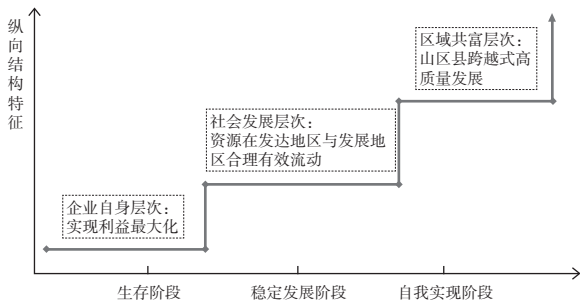 纵向结构特征
区域共富层次：
山区县跨越式高
质量发展
社会发展层次：
资源在发达地区与发展地
区合理有效流动
企业自身层次：
实现利益最大化
生存阶段
稳定发展阶段
自我实现阶段